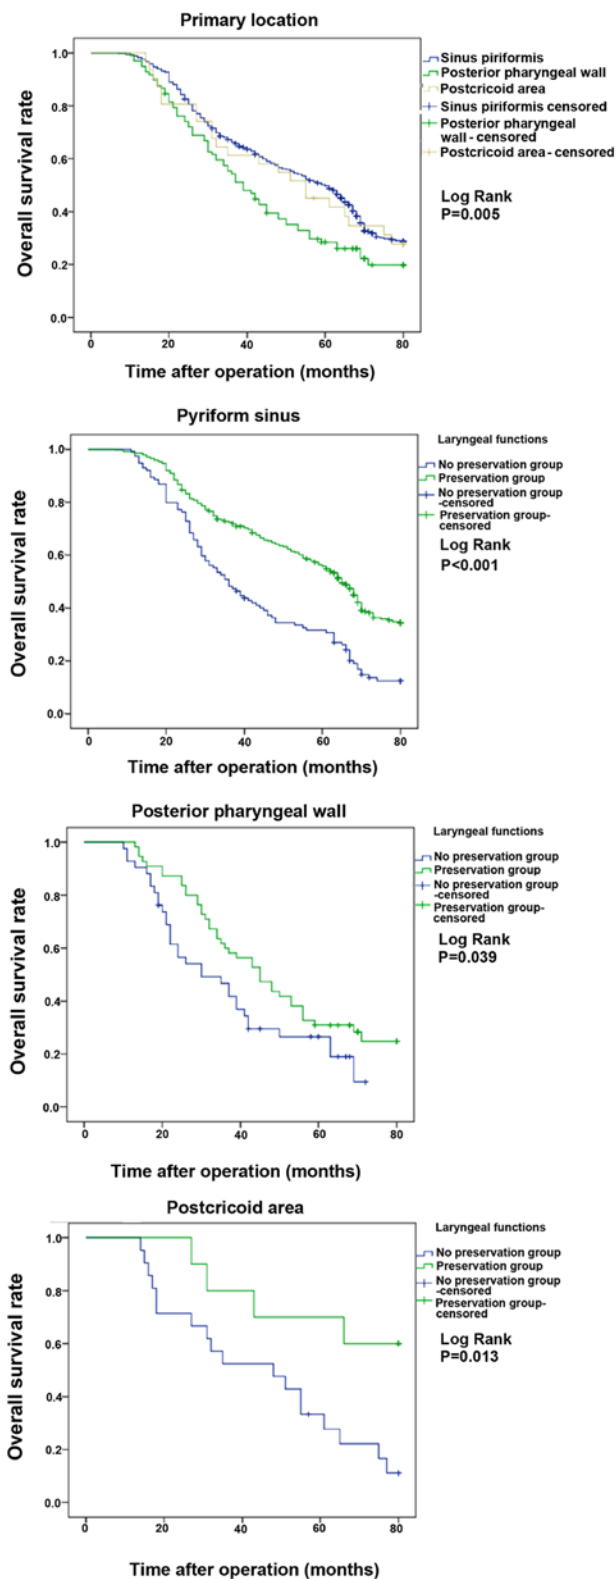 Primary location
Overall survival rate
1.0
0.8
0.6
0.4
0.2
0.0
0 20 40 60 80
Time after operation (months)
Sinus piriformis
Posterior pharyngeal wall
Postcricoid area
Sinus piriformis censored
Posterior pharyngeal
wall-censored
Postcricoid area-censored
Log Rank
P=0.005
Pyriform sinus
Overall survival rate
1.0
0.8
0.6
0.4
0.2
0.0
0 20 40 60 80
Time after operation (months)
Laryngeal functions
No preservation group
Preservation group
No preservation group
-censored
Preservation group-
censored
Log Rank
P<0.001
Posterior pharyngeal wall
Overall survival rate
1.0
0.8
0.6
0.4
0.2
0.0
0 20 40 60 80
Time after operation (months)
Laryngeal functions
No preservation group
Preservation group
No preservation group
-censored
Preservation group-
censored
Log Rank
P=0.039
Postcricoid area
Overall survival rate
1.0
0.8
0.6
0.4
0.2
0.0
0 20 40 60 80
Time after operation (months)
Laryngeal functions
No preservation group
Preservation group
No preservation group
-censored
Preservation group-
censored
Log Rank
P=0.013